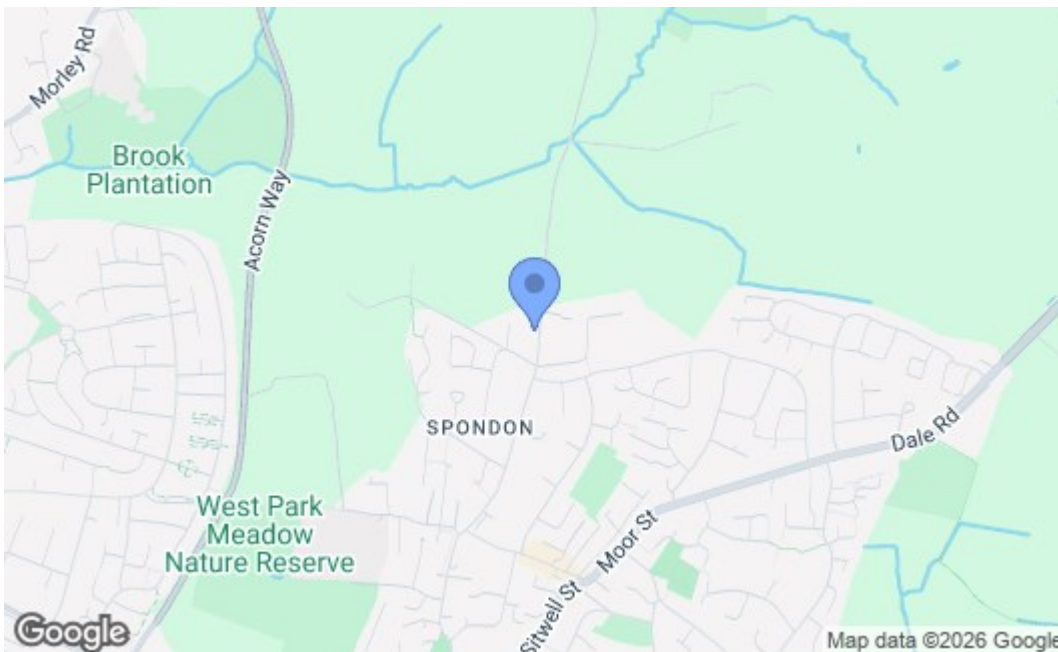 Morley Rd
Brook
Plantation
Acorn Way
SPONDON
Dale Rd
West Park
Meadow
Nature Reserve
Moor St
Sitwell St
Google
Map data ©2026 Google